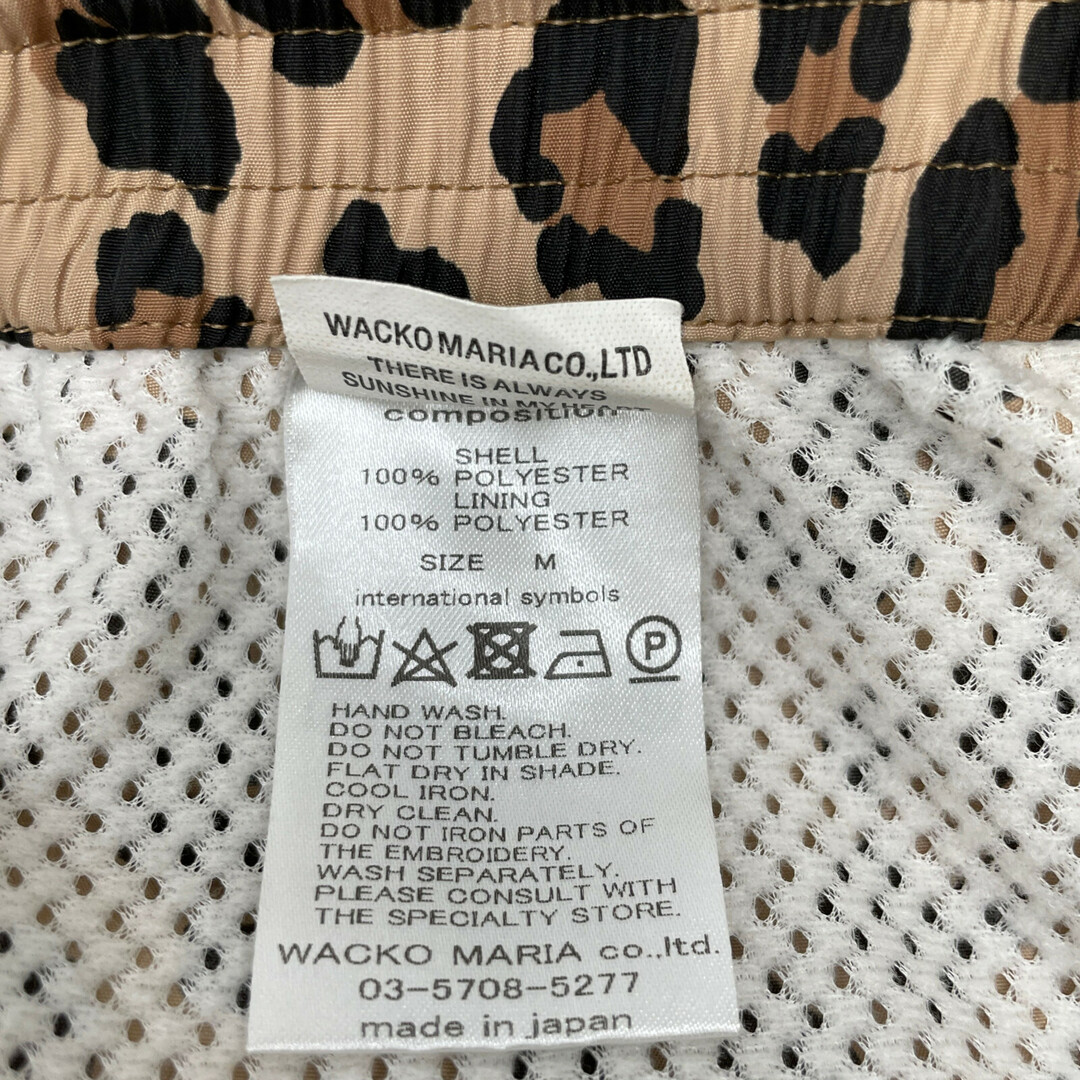 WACKO MARIA CO.,LTD
THERE IS ALWAYS
SUNSHINE IN MY
composition
SHELL
100% POLYESTER
LINING
100% POLYESTER
SIZE M
international symbols
P
HAND WASH.
DO NOT BLEACH.
DO NOT TUMBLE DRY.
FLAT DRY IN SHADE.
COOL IRON.
DRY CLEAN.
DO NOT IRON PARTS OF
THE EMBROIDERY.
WASH SEPARATELY.
PLEASE CONSULT WITH
THE SPECIALTY STORE.
WACKO MARIA co.,ltd.
03-5708-5277
made in japan